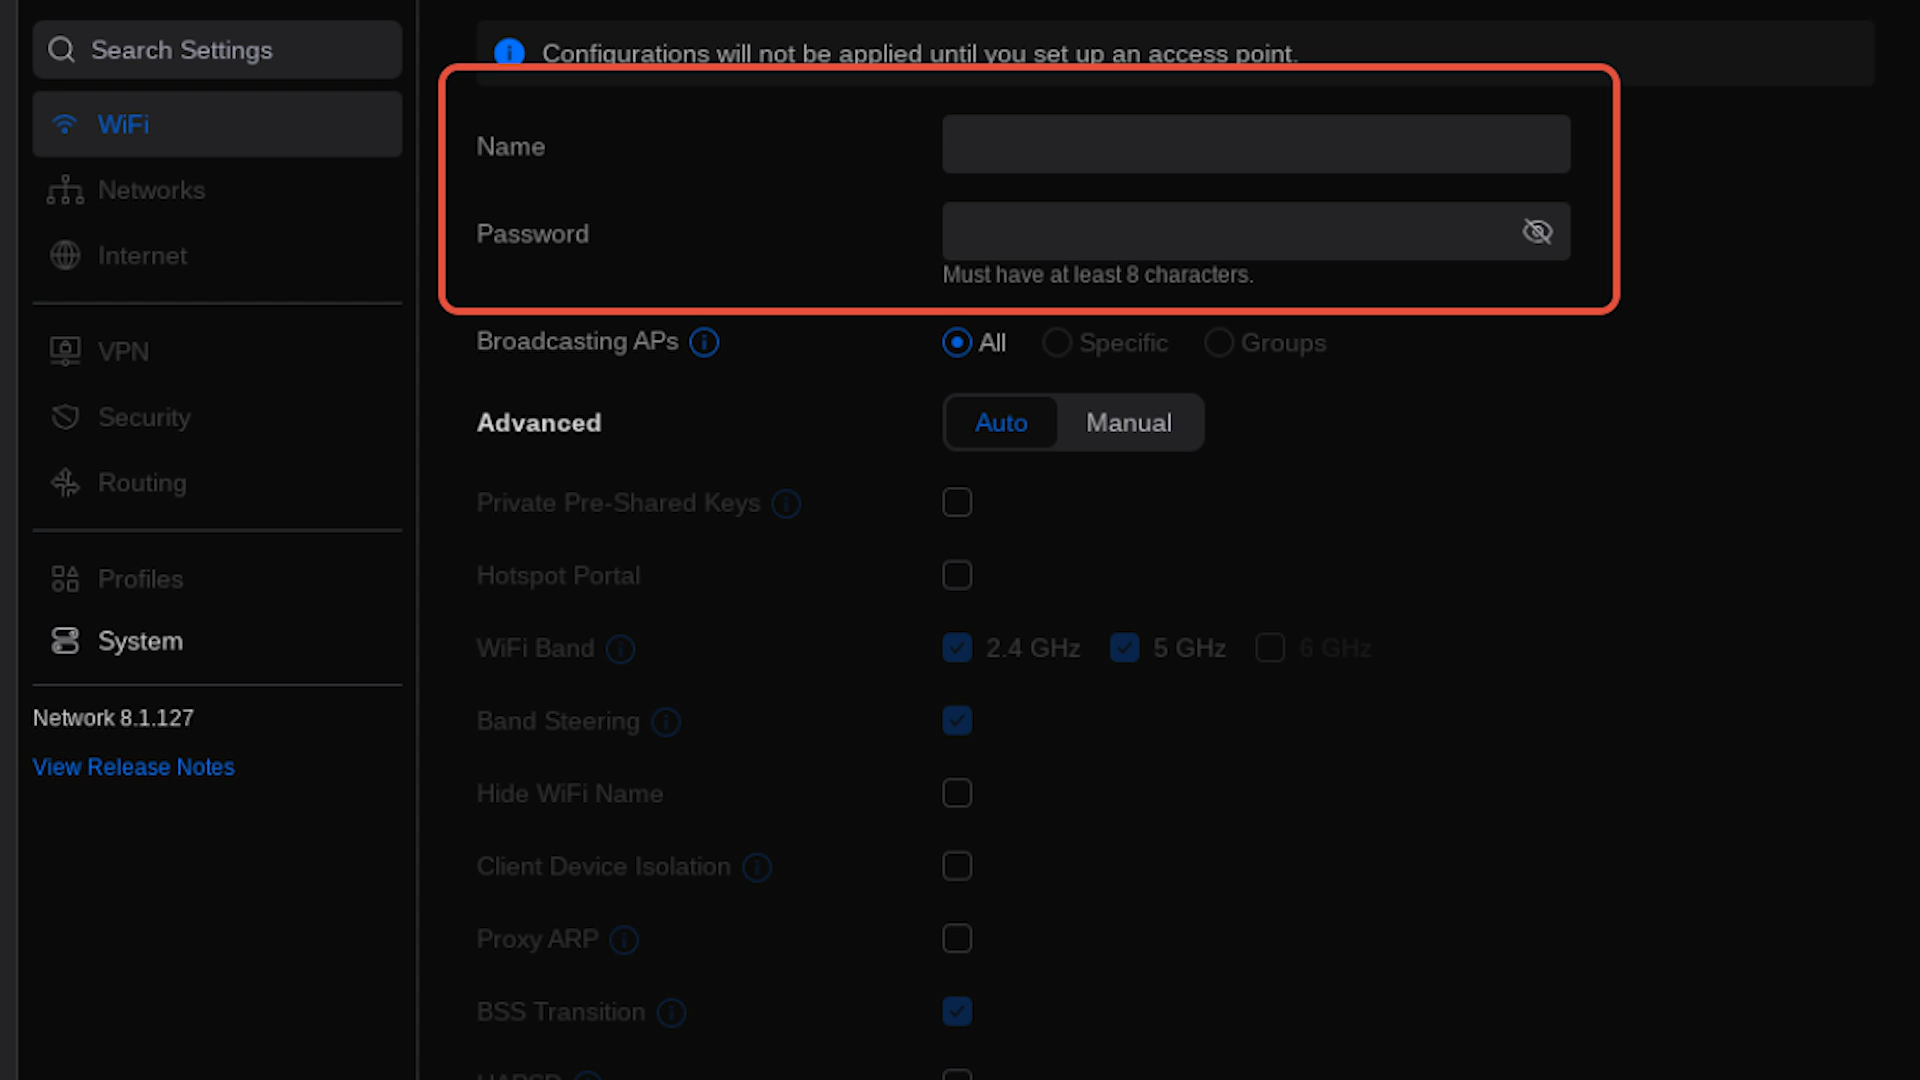 Search Settings
WiFi
Networks
Internet
VPN
Security
Routing
Profiles
System
Network 8.1.127
View Release Notes
Configurations will not be applied until you set up an access point.
Name
Password
Must have at least 8 characters.
Broadcasting APs All Specific Groups
Advanced Auto Manual
Private Pre-Shared Keys
Hotspot Portal
WiFi Band 2.4 GHz 5 GHz 6 GHz
Band Steering
Hide WiFi Name
Client Device Isolation
Proxy ARP
BSS Transition